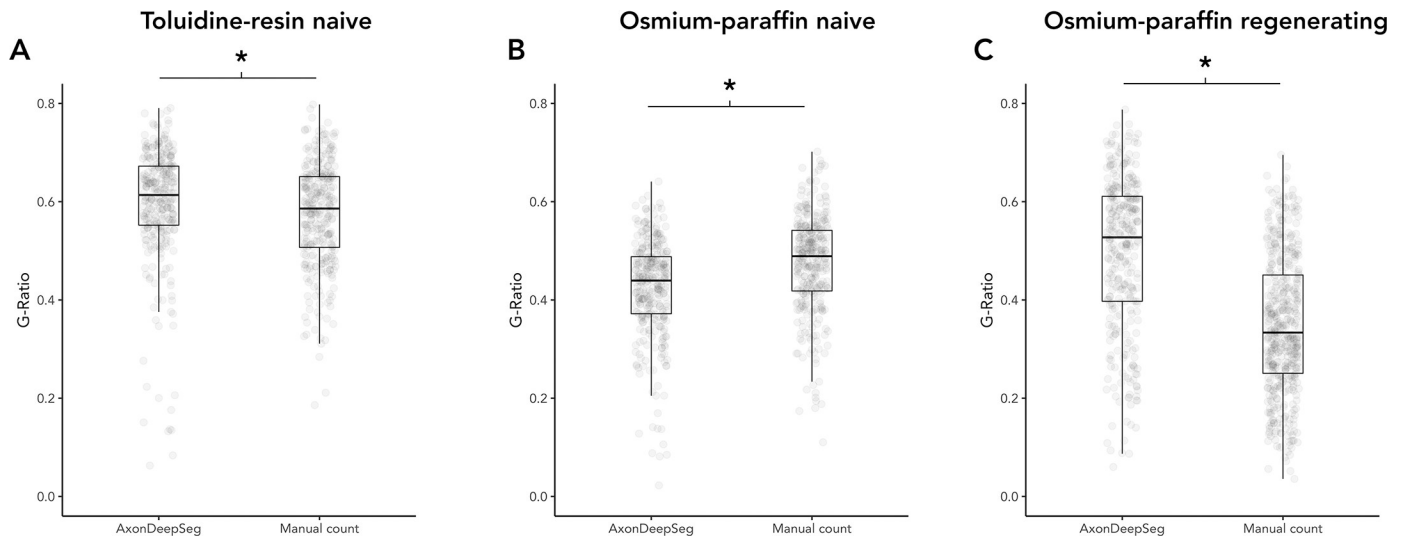 Toluidine-resin naive
A
*
0.8
0.6
0.4
0.2
0.0
G-Ratio
AxonDeepSeg Manual count
Osmium-paraffin naive
B
*
0.8
0.6
0.4
0.2
0.0
G-Ratio
AxonDeepSeg Manual count
Osmium-paraffin regenerating
C
*
0.8
0.6
0.4
0.2
0.0
G-Ratio
AxonDeepSeg Manual count